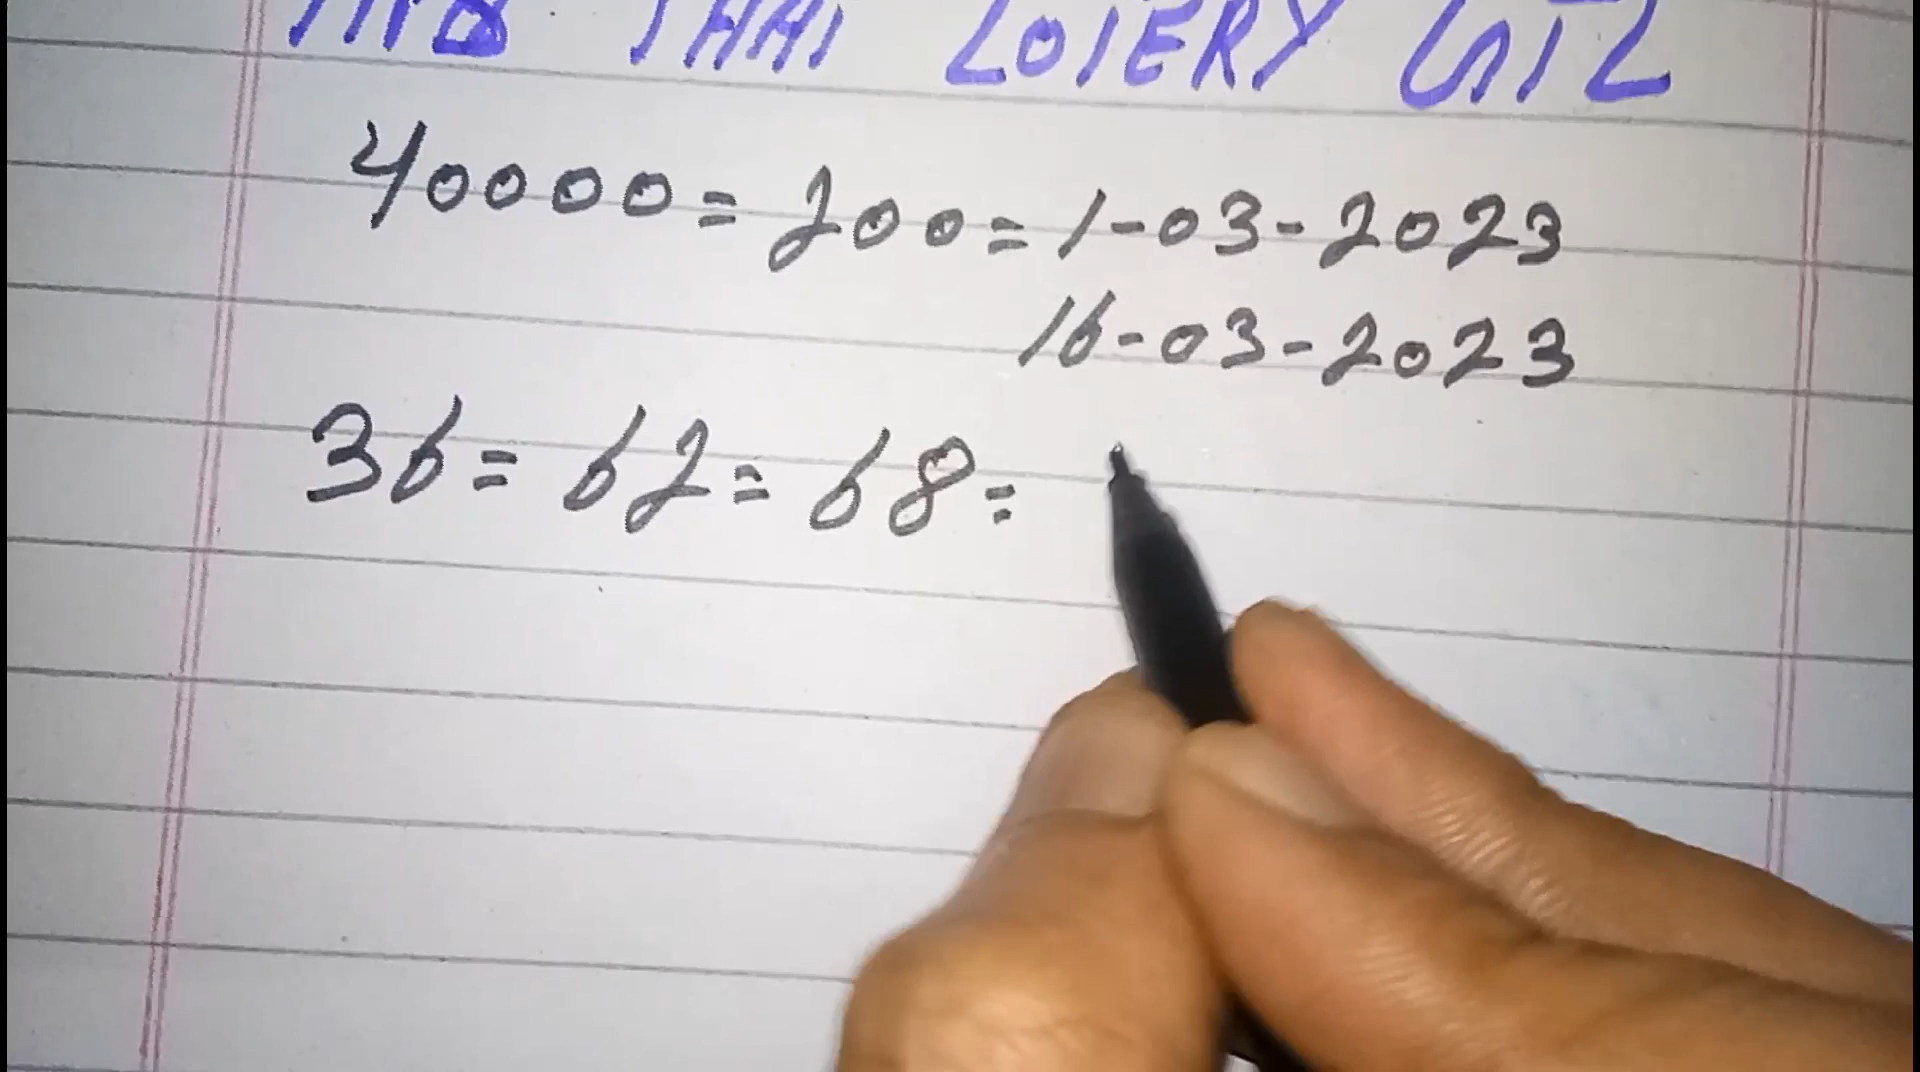 THAI LOTERY
40000 = 200 = 1-03-2023
16-03-2023
36 = 62 = 68 =